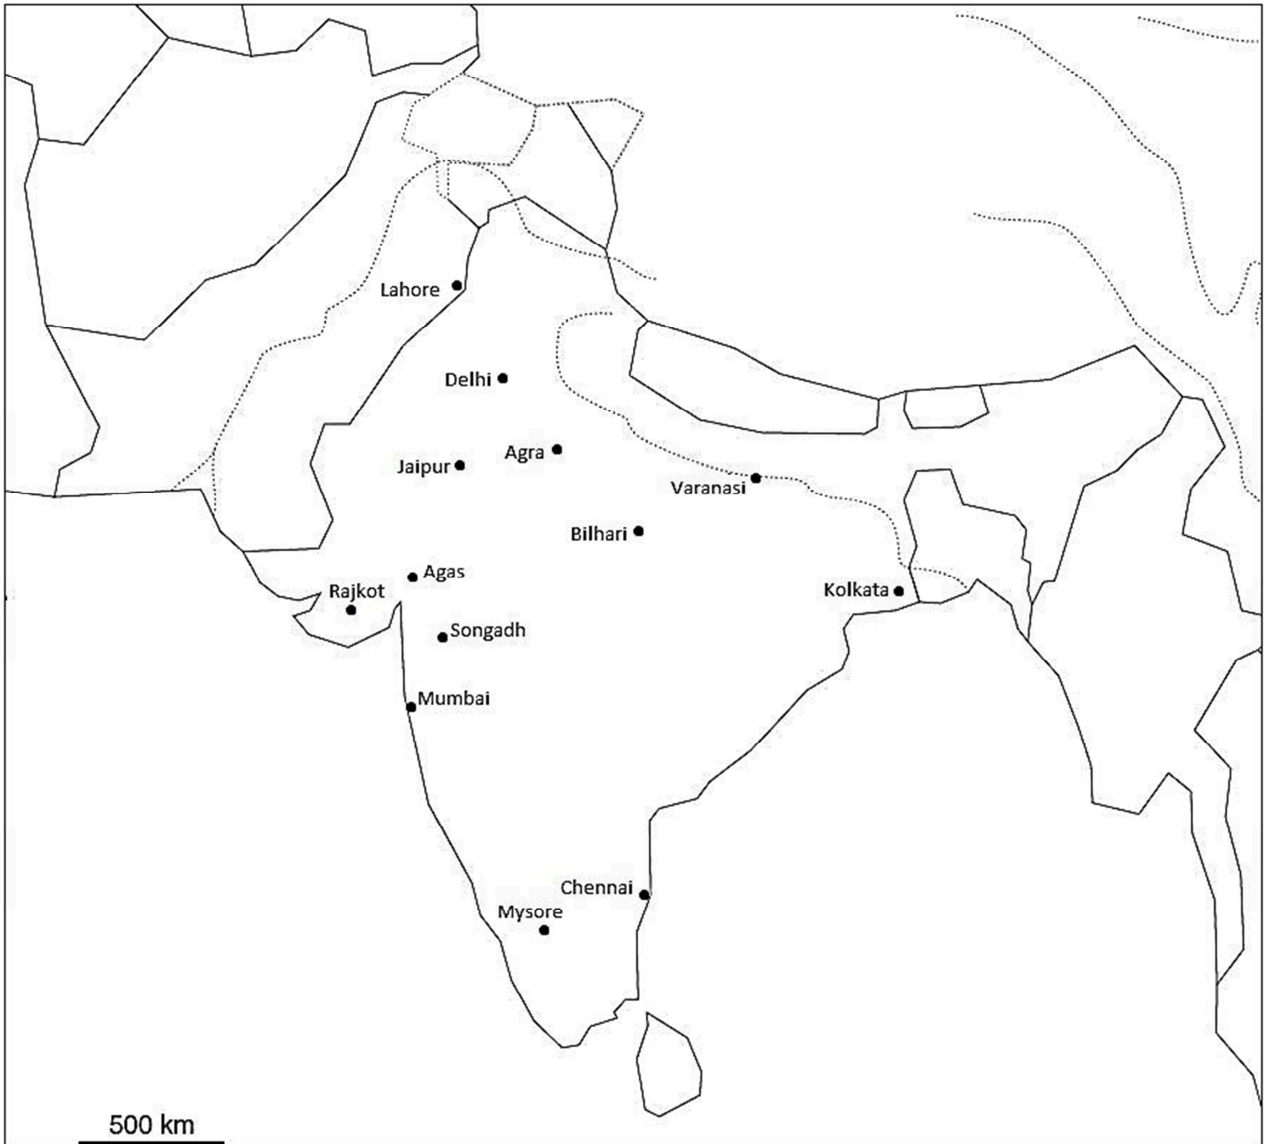 Lahore
Delhi
Agra
Jaipur
Varanasi
Bilhari
Agas
Rajkot
Kolkata
Songadh
Mumbai
Chennai
Mysore
500 km